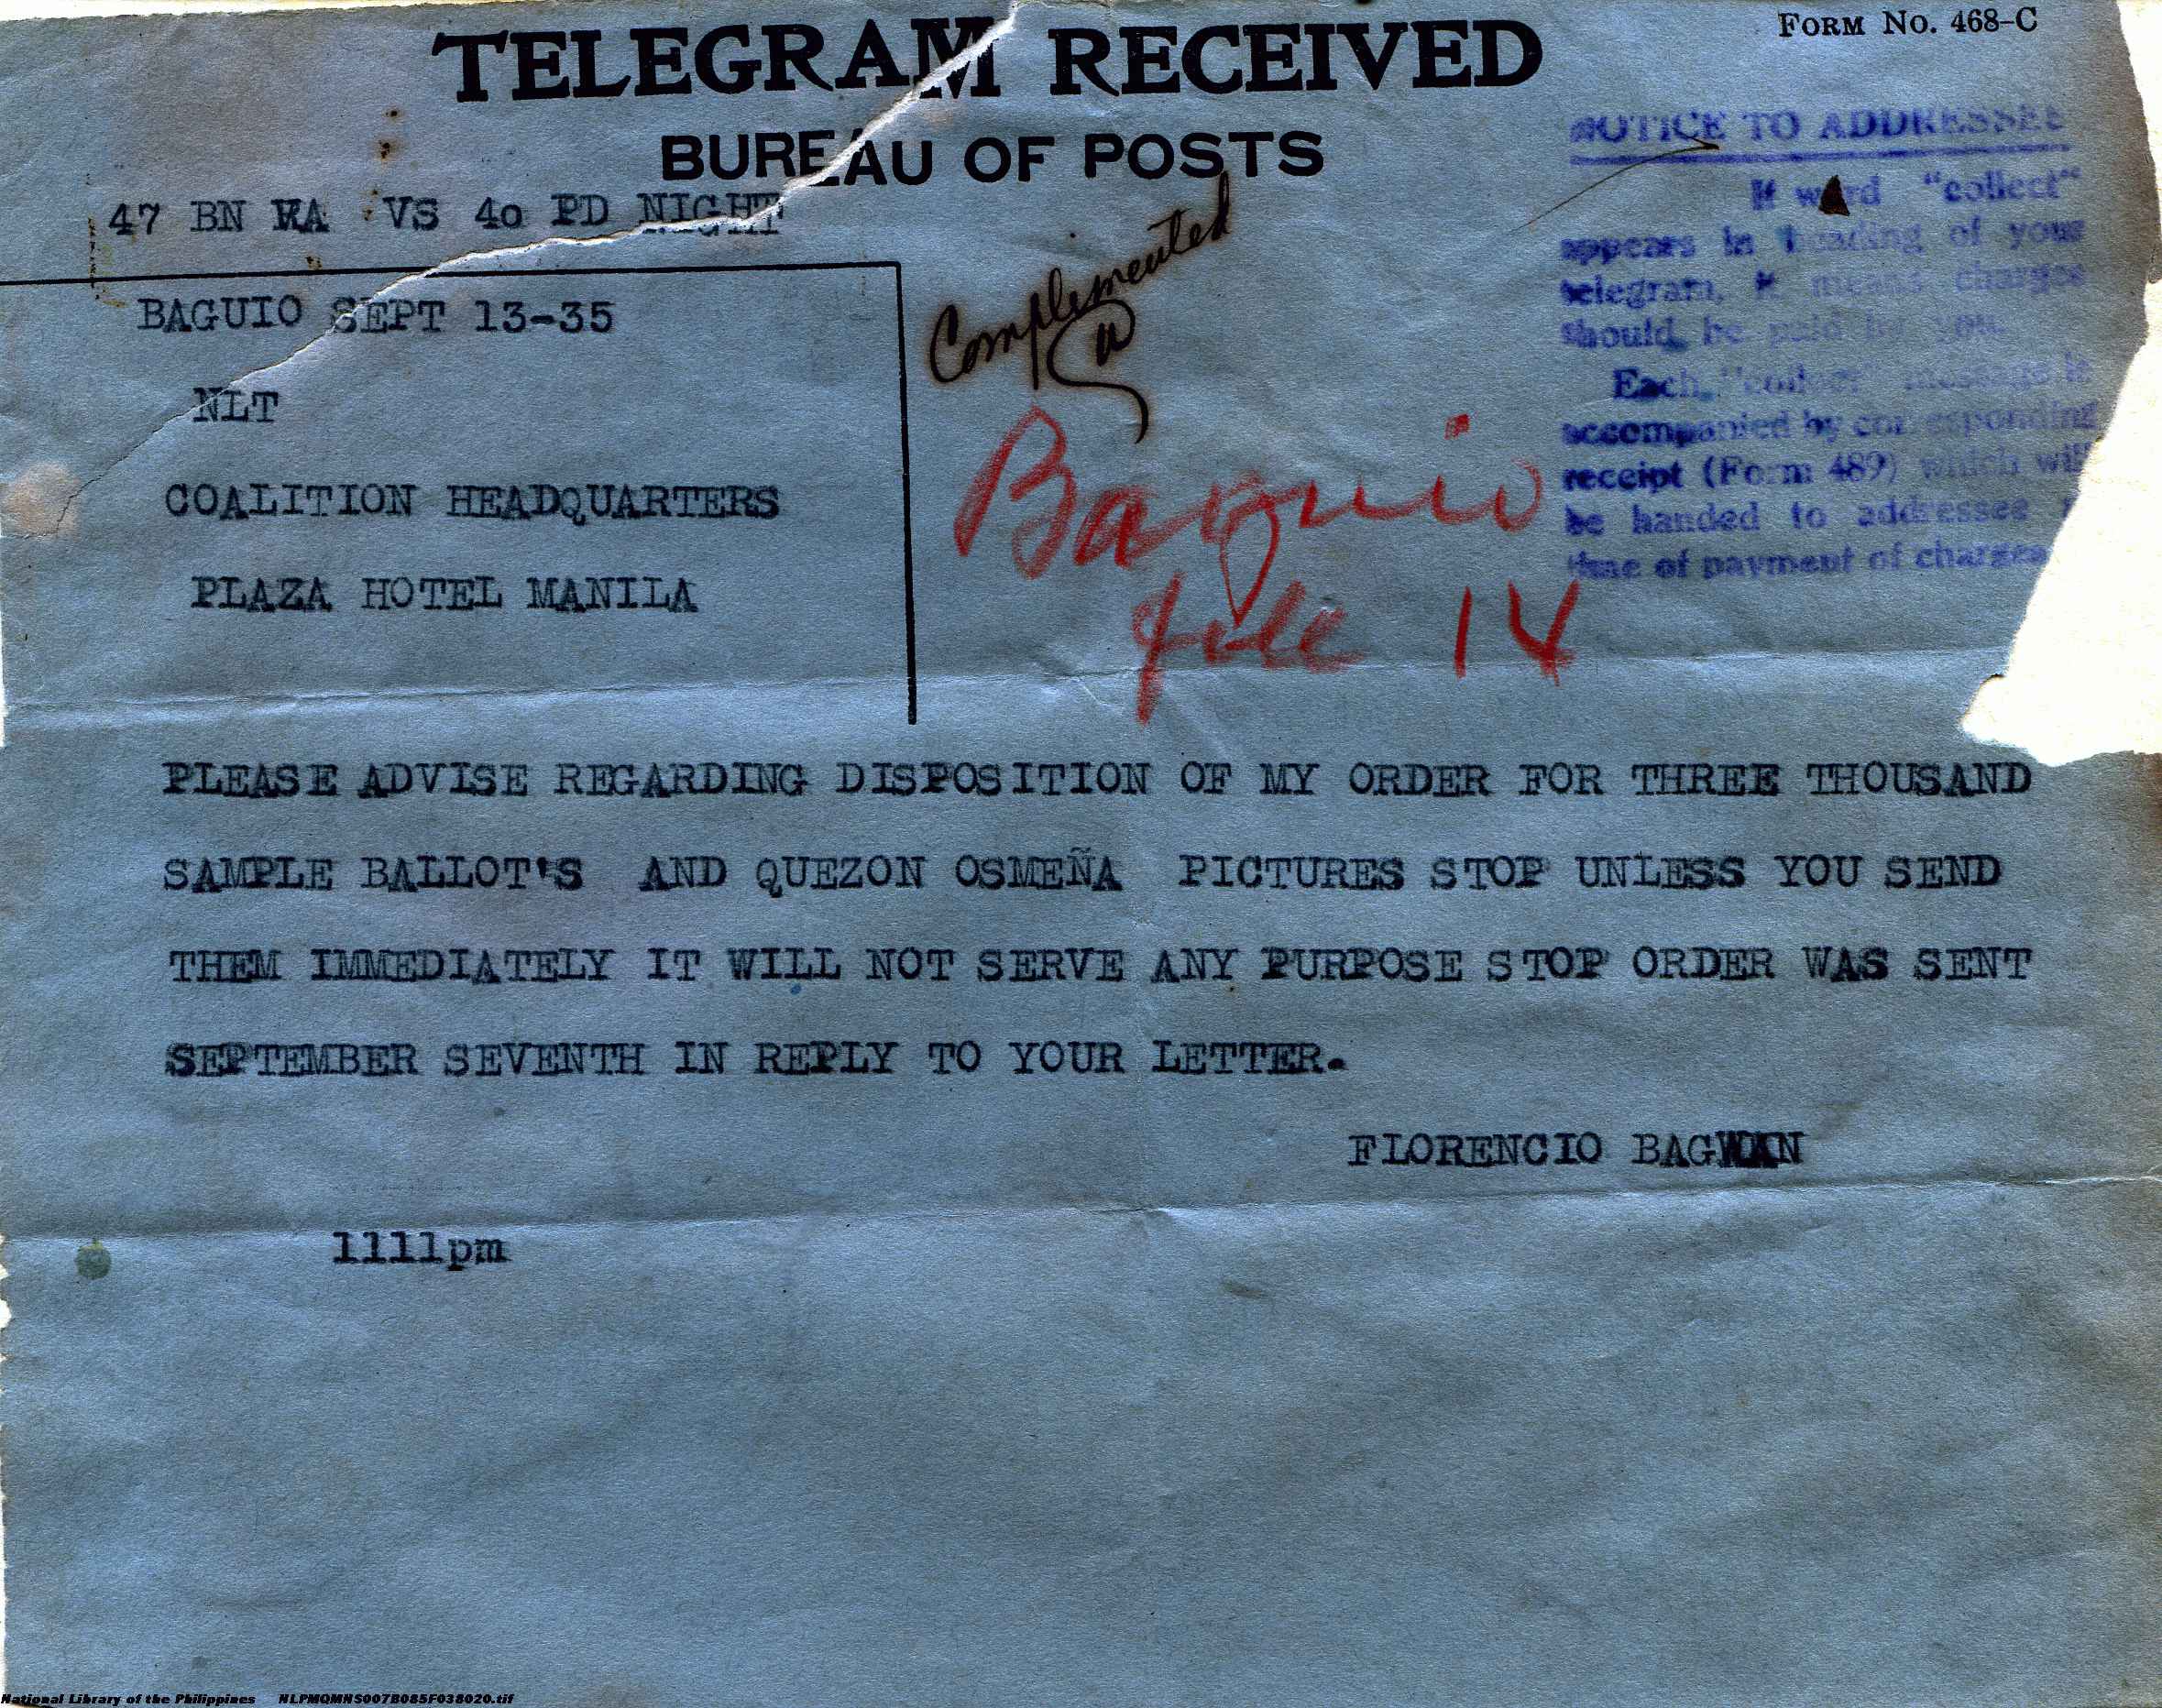 FORM NO. 468-C
TELEGRAM RECEIVED
BUREAU OF POSTS
47 BN VS 40 PD NIGHT
BAGUIO SEPT 13-35
NLT
COALITION HEADQUARTERS
PLAZA HOTEL MANILA
Complimented
Baguio
file 14
NOTICE TO ADDRESSEE
If word "collect"
appears in heading of your
telegram, it means charges
should be paid by you.
Each "collect" message is
accompanied by corresponding
receipt (Form 489) which will
be handed to addressee
time of payment of charges
PLEASE ADVISE REGARDING DISPOSITION OF MY ORDER FOR THREE THOUSAND
SAMPLE BALLOT'S AND QUEZON OSMEÑA PICTURES STOP UNLESS YOU SEND
THEM IMMEDIATELY IT WILL NOT SERVE ANY PURPOSE STOP ORDER WAS SENT
SEPTEMBER SEVENTH IN REPLY TO YOUR LETTER.
FLORENCIO BAGWAN
1111pm
National Library of the Philippines NLPMQMNS007B085F038020.tif